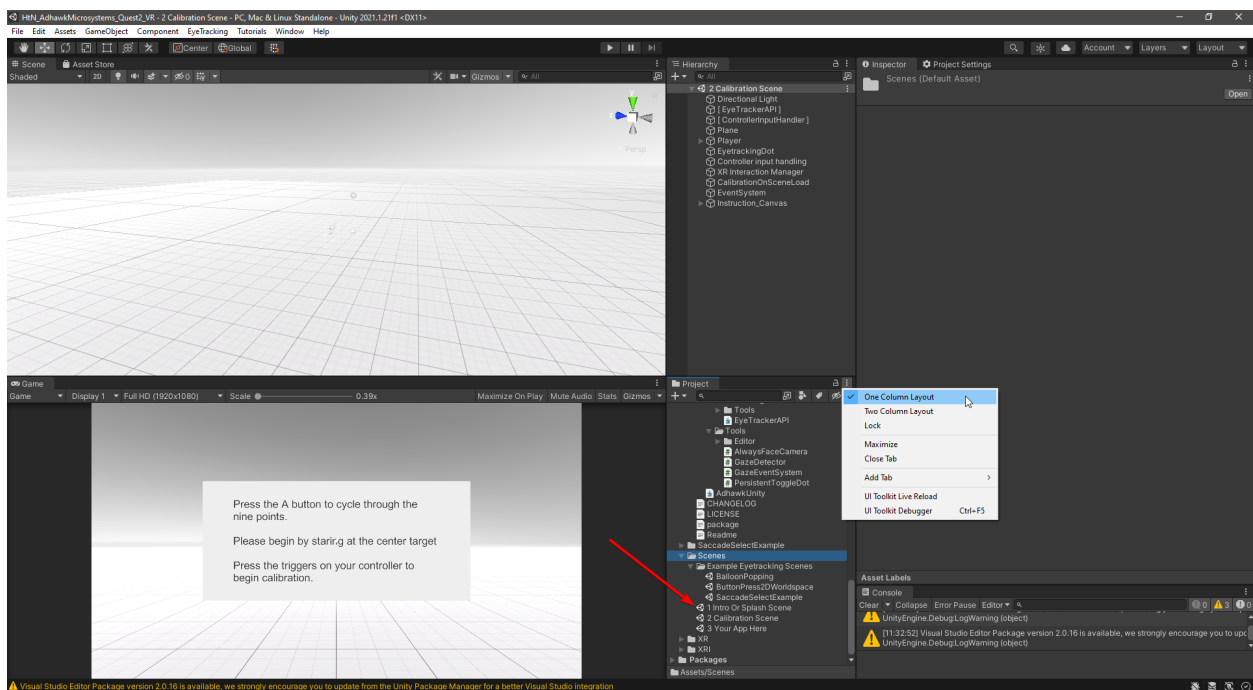 HtN_AdhawkMicrosystems_Quest2_VR - 2 Calibration Scene - PC, Mac & Linux Standalone - Unity 2021.1.21f1 <DX11>
File Edit Assets GameObject Component EyeTracking Tutorials Window Help
Center Global
Account Layers Layout
Scene Asset Store
Shaded 2D 0 Gizmos All
y
Persp
Hierarchy
All
2 Calibration Scene
Directional Light
[ EyeTrackerAPI ]
[ ControllerInputHandler ]
Plane
Player
EyetrackingDot
Controller input handling
XR Interaction Manager
CalibrationOnSceneLoad
EventSystem
Instruction_Canvas
Inspector Project Settings
Scenes (Default Asset)
Open
Game
Game Display 1 Full HD (1920x1080) Scale 0.39x Maximize On Play Mute Audio Stats Gizmos
Press the A button to cycle through the
nine points.
Please begin by starir.g at the center target
Press the triggers on your controller to
begin calibration.
Project
Tools
EyeTrackerAPI
Tools
Editor
AlwaysFaceCamera
GazeDetector
GazeEventSystem
PersistentToggleDot
AdhawkUnity
CHANGELOG
LICENSE
package
Readme
SaccadeSelectExample
Scenes
Example Eyetracking Scenes
BalloonPopping
ButtonPress2DWorldspace
SaccadeSelectExample
1 Intro Or Splash Scene
2 Calibration Scene
3 Your App Here
XR
XRI
Packages
Assets/Scenes
One Column Layout
Two Column Layout
Lock
Maximize
Close Tab
Add Tab
UI Toolkit Live Reload
UI Toolkit Debugger Ctrl+F5
Asset Labels
Console
Clear Collapse Error Pause Editor 0 3 0
UnityEngine.Debug:LogWarning (object)
[11:32:52] Visual Studio Editor Package version 2.0.16 is available, we strongly encourage you to upd
UnityEngine.Debug:LogWarning (object)
Visual Studio Editor Package version 2.0.16 is available, we strongly encourage you to update from the Unity Package Manager for a better Visual Studio integration